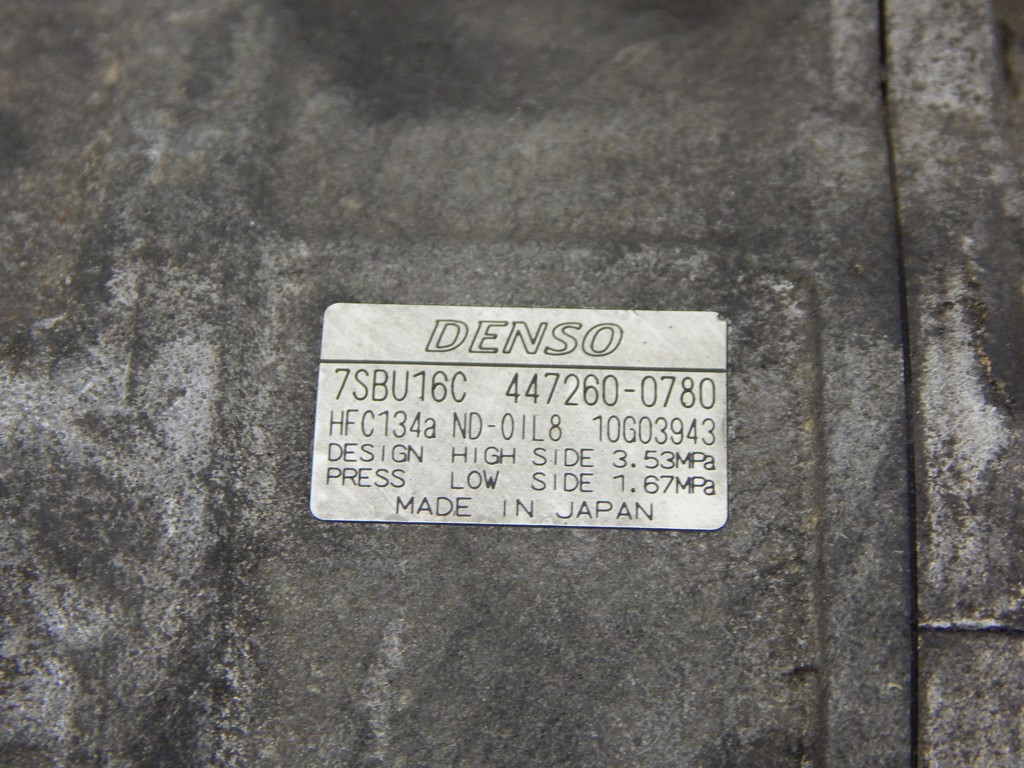 DENSO
7SBU16C 447260-0780
HFC134a ND-OIL8 10G03943
DESIGN HIGH SIDE 3.53MPa
PRESS LOW SIDE 1.67MPa
MADE IN JAPAN